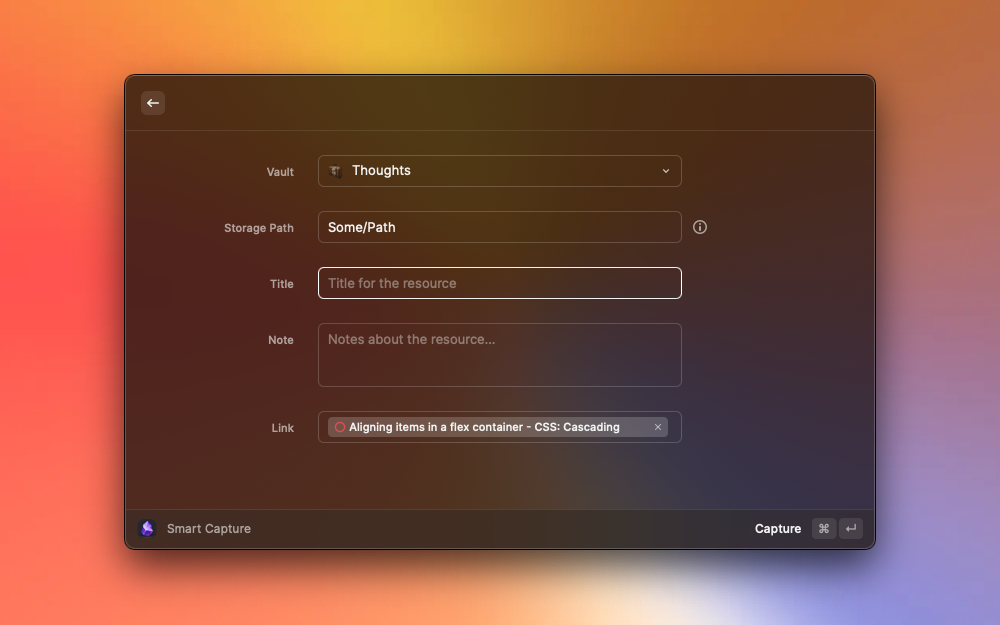 Vault
Thoughts
Storage Path
Some/Path
Title
Title for the resource
Note
Notes about the resource...
Link
Aligning items in a flex container - CSS: Cascading
Smart Capture
Capture ⌘ ↵